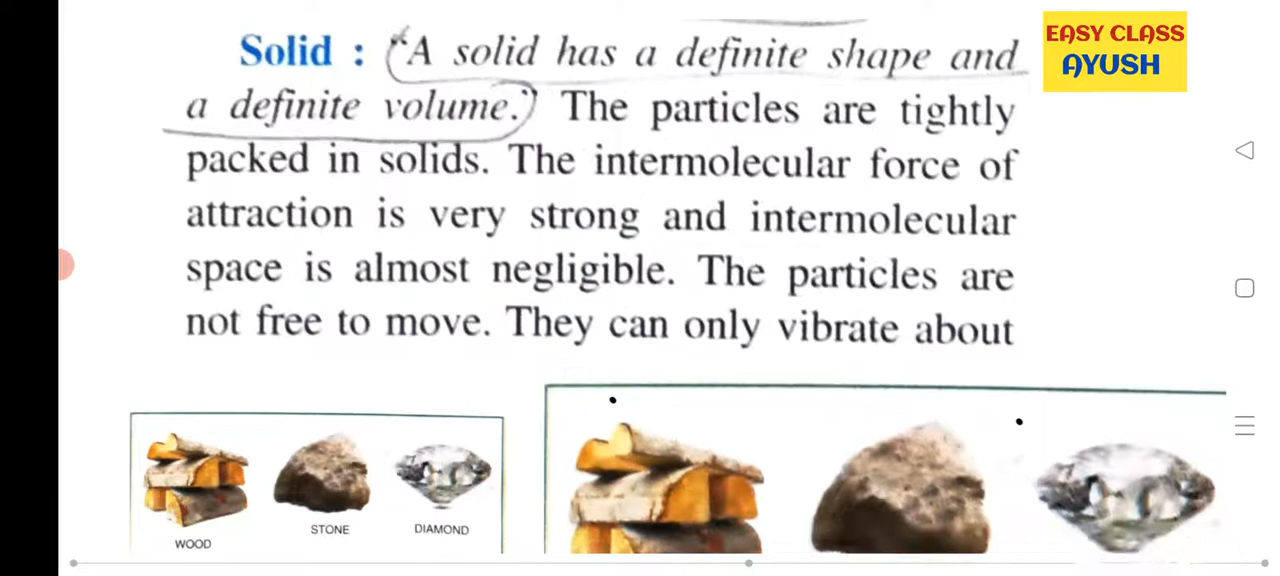 EASY CLASS
AYUSH
Solid : “A solid has a definite shape and
a definite volume.” The particles are tightly
packed in solids. The intermolecular force of
attraction is very strong and intermolecular
space is almost negligible. The particles are
not free to move. They can only vibrate about
WOOD
STONE
DIAMOND